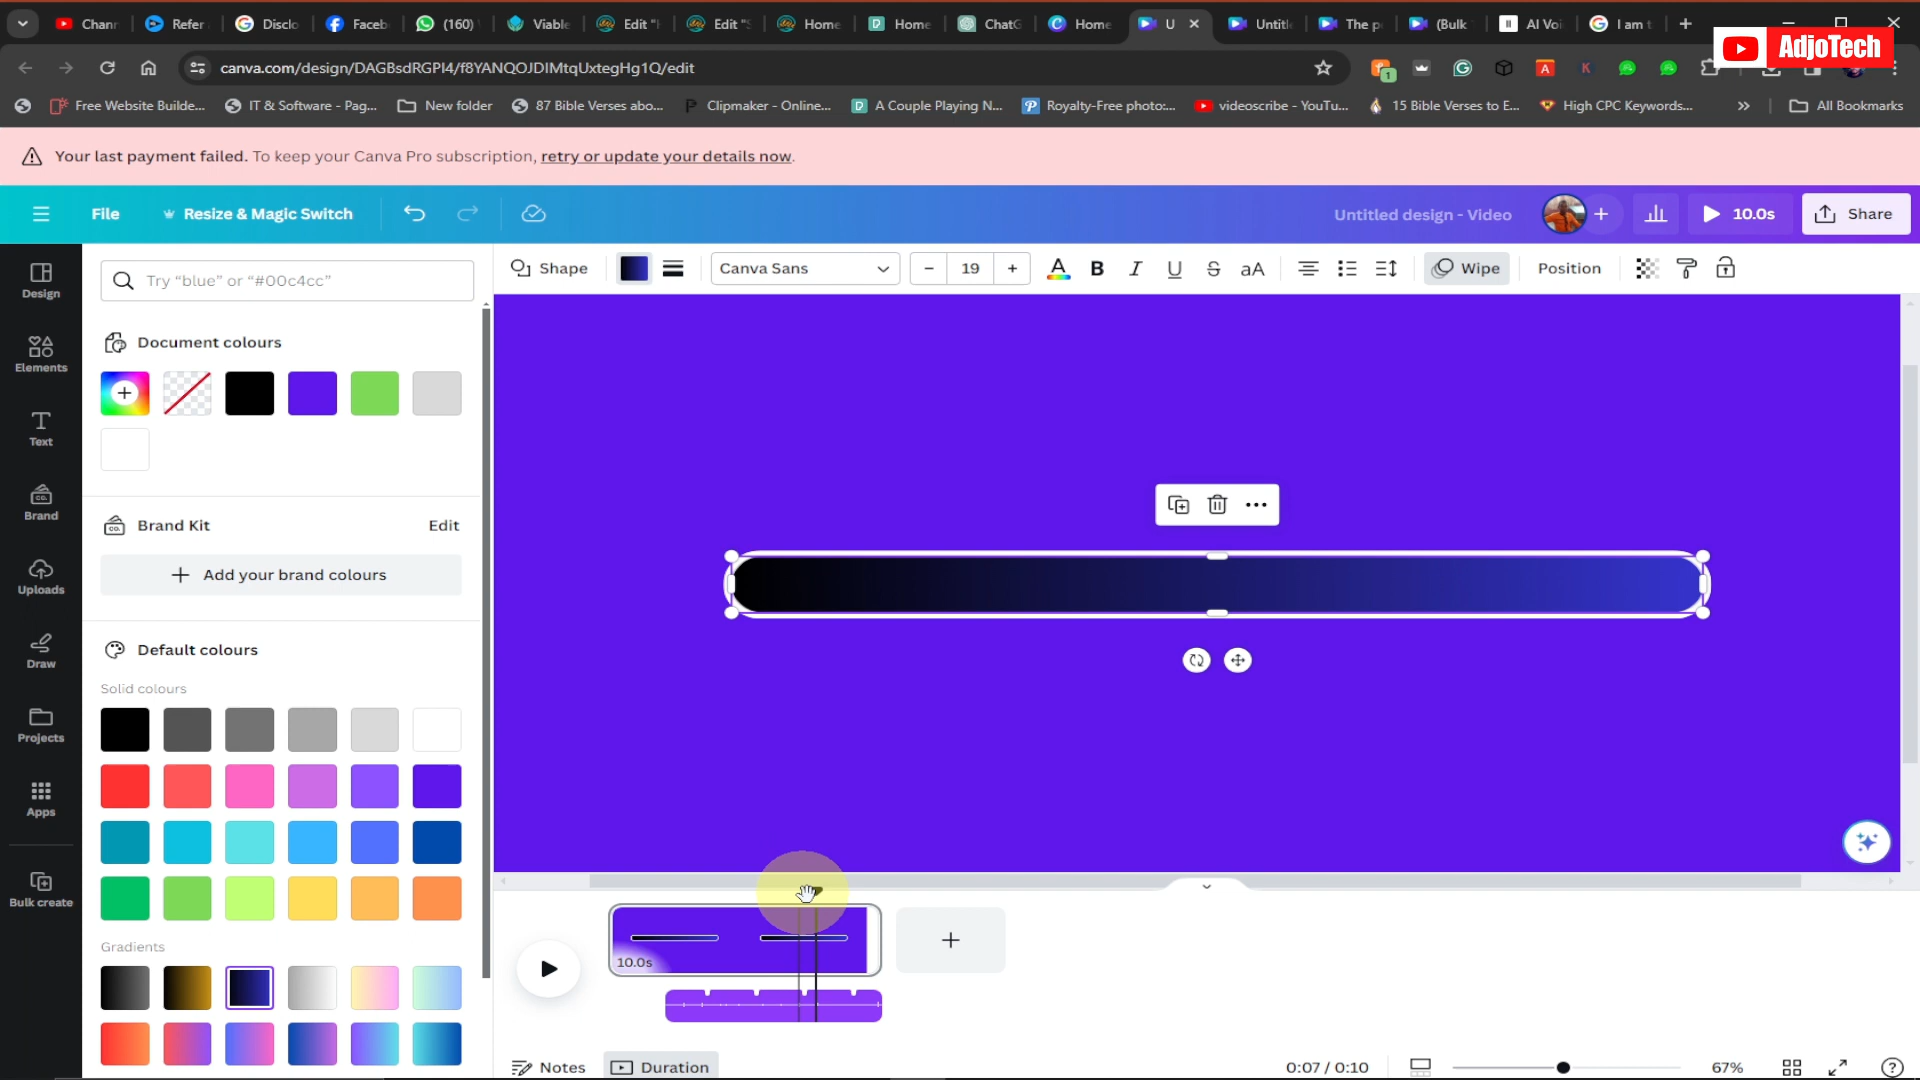 Chann
Refer
Disclo
Faceb
(160)
Viable
Edit "H
Edit "S
Home
Home
ChatG
Home
U
Untitle
The p
(Bulk
AI Voi
I am t
AdjoTech
canva.com/design/DAGBsdRGPI4/f8YANQOJDIMtqUxtegHg1Q/edit
Free Website Builde...
IT & Software - Pag...
New folder
87 Bible Verses abo...
Clipmaker - Online...
A Couple Playing N...
Royalty-Free photo:...
videoscribe - YouTu...
15 Bible Verses to E...
High CPC Keywords...
All Bookmarks
Your last payment failed. To keep your Canva Pro subscription, retry or update your details now.
File
Resize & Magic Switch
Untitled design - Video
10.0s
Share
Design
Elements
Text
Brand
Uploads
Draw
Projects
Apps
Bulk create
Try “blue” or “#00c4cc”
Shape
Canva Sans
– 19 +
A B I U S aA
Wipe
Position
Document colours
Brand Kit
Edit
Add your brand colours
Default colours
Solid colours
Gradients
10.0s
Notes
Duration
0:07 / 0:10
67%